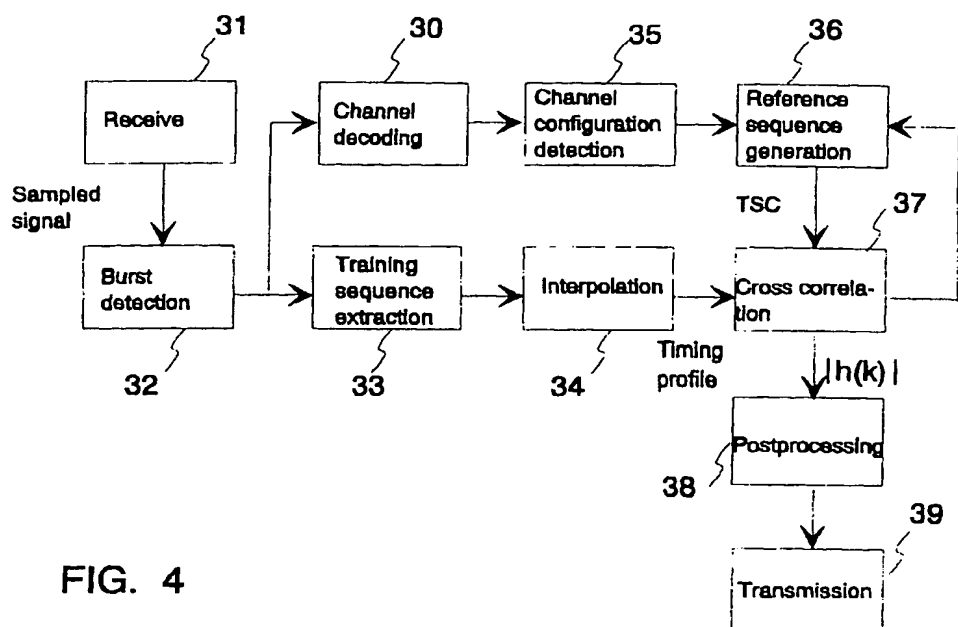 31
30
35
36
Receive
Channel
decoding
Channel
configuration
detection
Reference
sequence
generation
Sampled
signal
TSC
37
Burst
detection
Training
sequence
extraction
Interpolation
Cross correla-
tion
32
33
34
Timing
profile
|h(k)|
Postprocessing
38
39
Transmission
FIG. 4